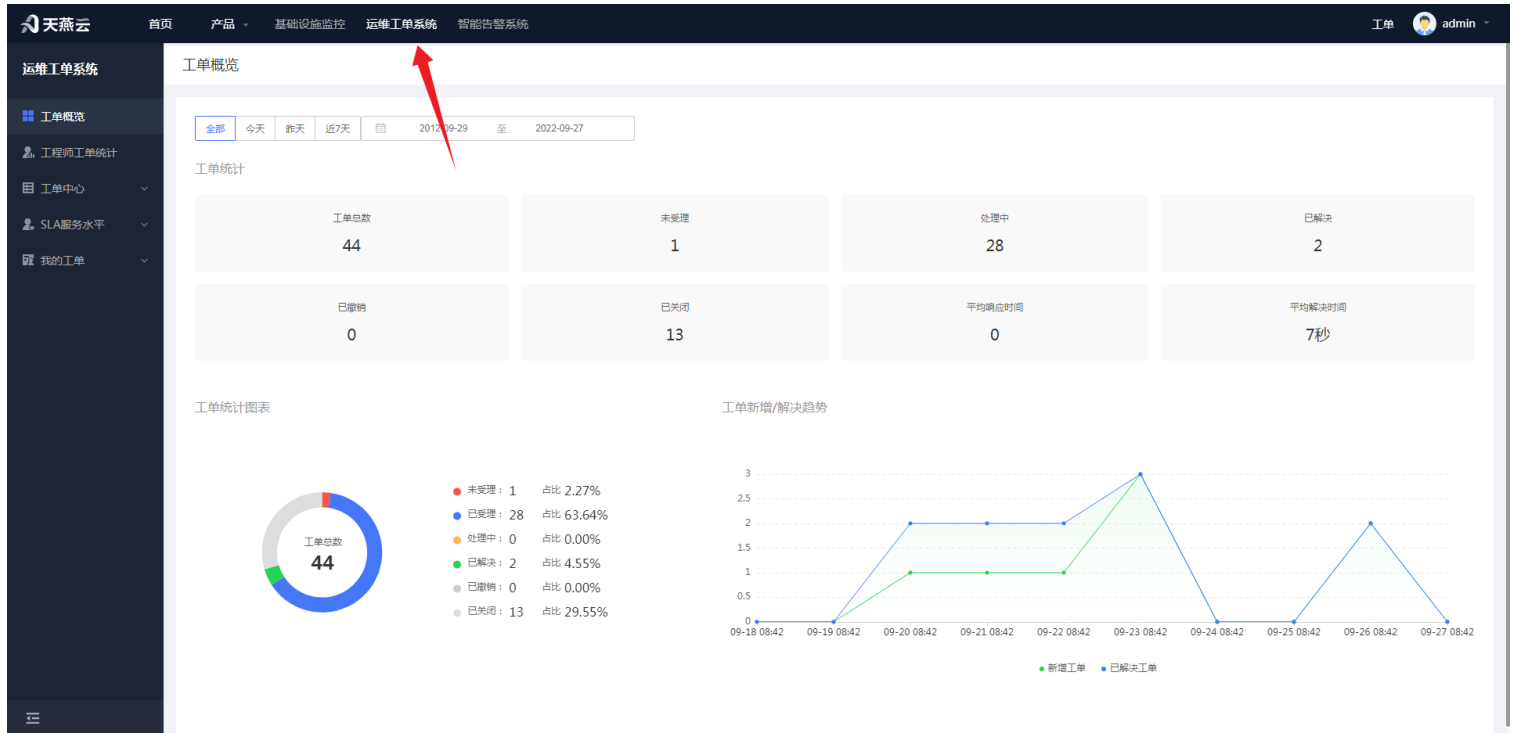 天燕云 首页 产品 基础设施监控 运维工单系统 智能告警系统 工单 admin
运维工单系统
工单概览
工程师工单统计
工单中心
SLA服务水平
我的工单
工单概览
全部 今天 昨天 近7天 2012-09-29 至 2022-09-27
工单统计
工单总数 未受理 处理中 已解决
44 1 28 2
已撤销 已关闭 平均响应时间 平均解决时间
0 13 0 7秒
工单统计图表
工单总数
44
未受理： 1 占比 2.27%
已受理： 28 占比 63.64%
处理中： 0 占比 0.00%
已解决： 2 占比 4.55%
已撤销： 0 占比 0.00%
已关闭： 13 占比 29.55%
工单新增/解决趋势
3
2.5
2
1.5
1
0.5
0
09-18 08:42 09-19 08:42 09-20 08:42 09-21 08:42 09-22 08:42 09-23 08:42 09-24 08:42 09-25 08:42 09-26 08:42 09-27 08:42
新增工单 已解决工单